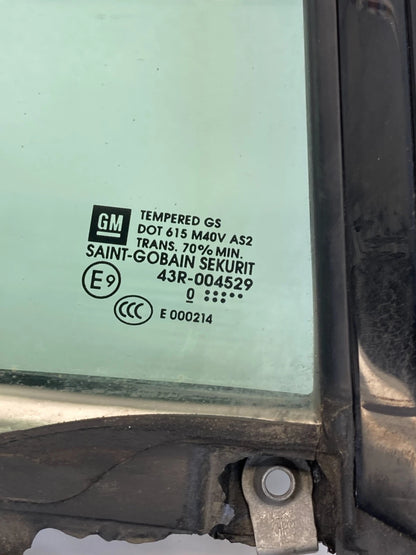 GM
TEMPERED GS
DOT 615 M40V AS2
TRANS. 70% MIN.
SAINT-GOBAIN SEKURIT
E9 43R-004529
0
CCC E 000214